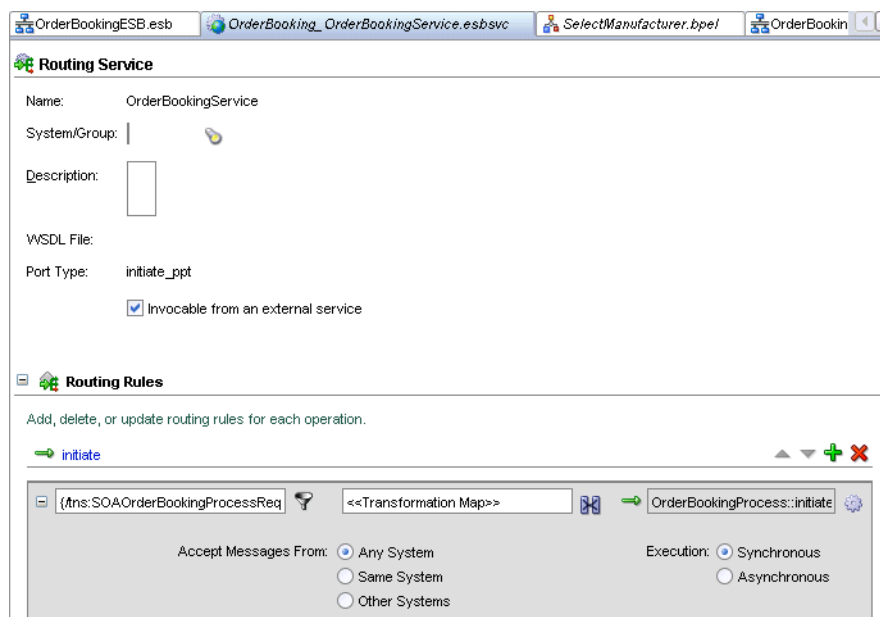 OrderBookingESB.esb OrderBooking_OrderBookingService.esbsvc SelectManufacturer.bpel OrderBookin
Routing Service
Name: OrderBookingService
System/Group:
Description:
WSDL File:
Port Type: initiate_ppt
Invocable from an external service
Routing Rules
Add, delete, or update routing rules for each operation.
initiate
{/tns:SOAOrderBookingProcessReq <<Transformation Map>> OrderBookingProcess::initiate
Accept Messages From: Any System Execution: Synchronous
Same System Asynchronous
Other Systems